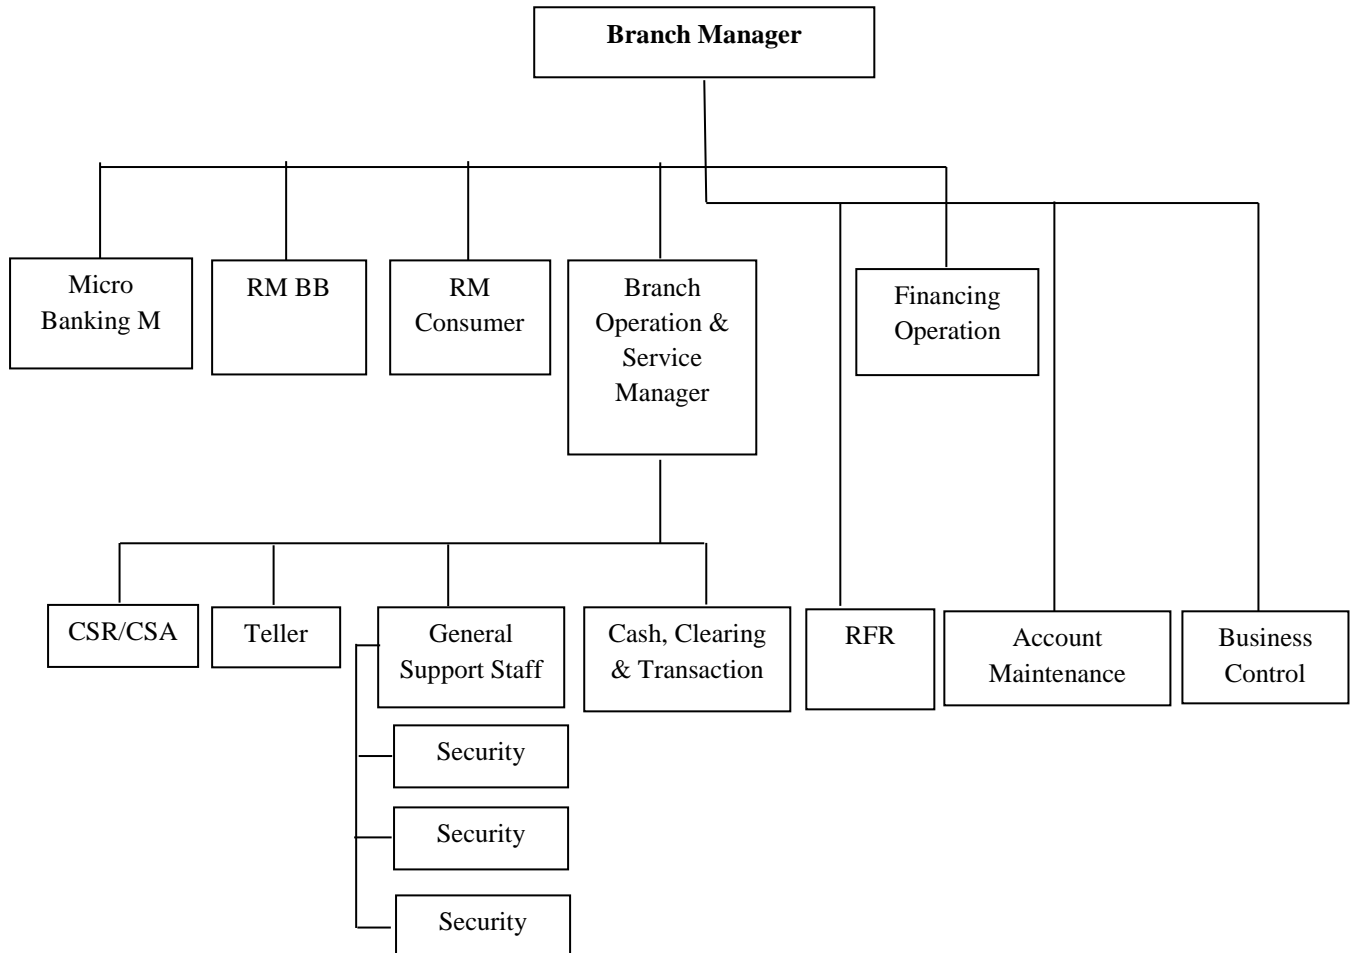 Branch Manager
Micro
Banking M
RM BB
RM
Consumer
Branch
Operation &
Service
Manager
Financing
Operation
CSR/CSA
Teller
General
Support Staff
Cash, Clearing
& Transaction
RFR
Account
Maintenance
Business
Control
Security
Security
Security